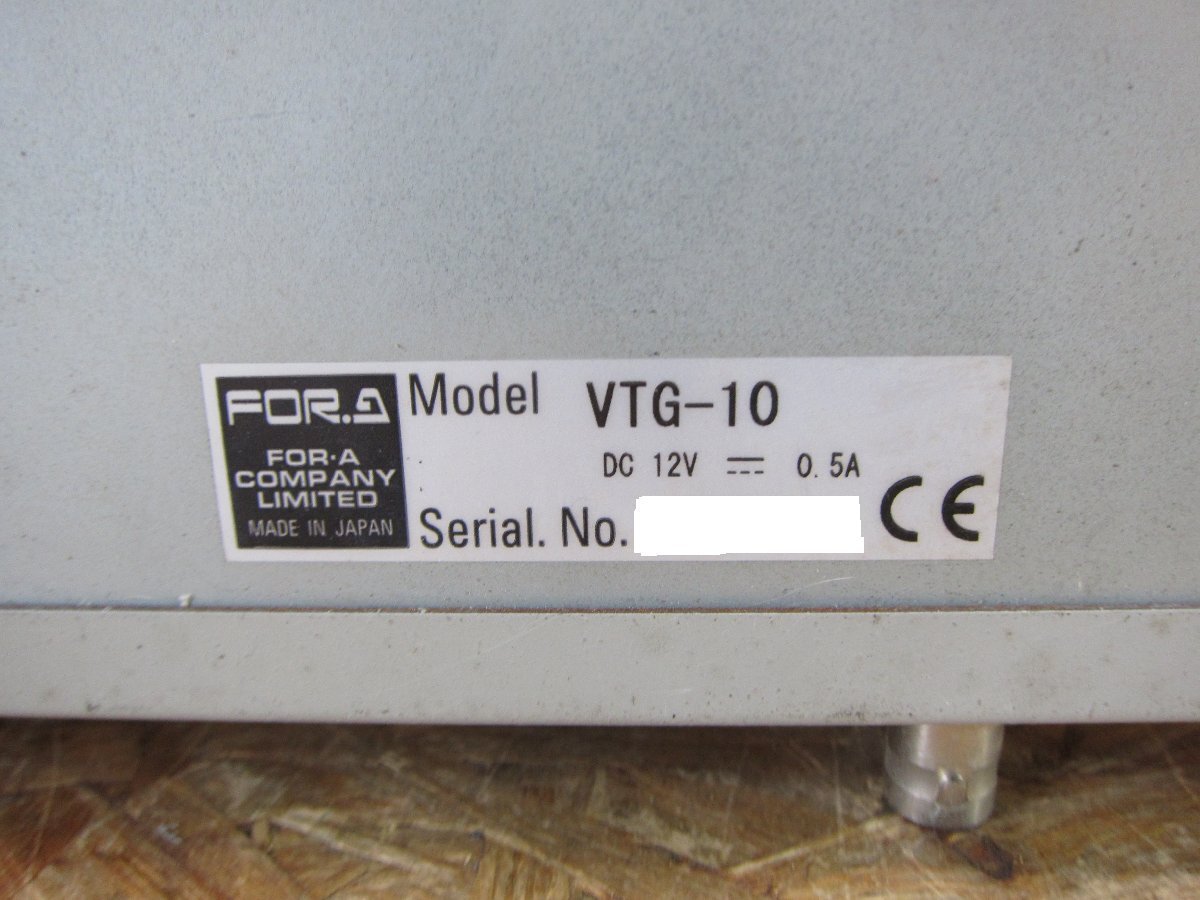 FOR.A
FOR·A
COMPANY
LIMITED
MADE IN JAPAN
Model VTG-10
DC 12V ⎓ 0.5A
Serial. No.
CE